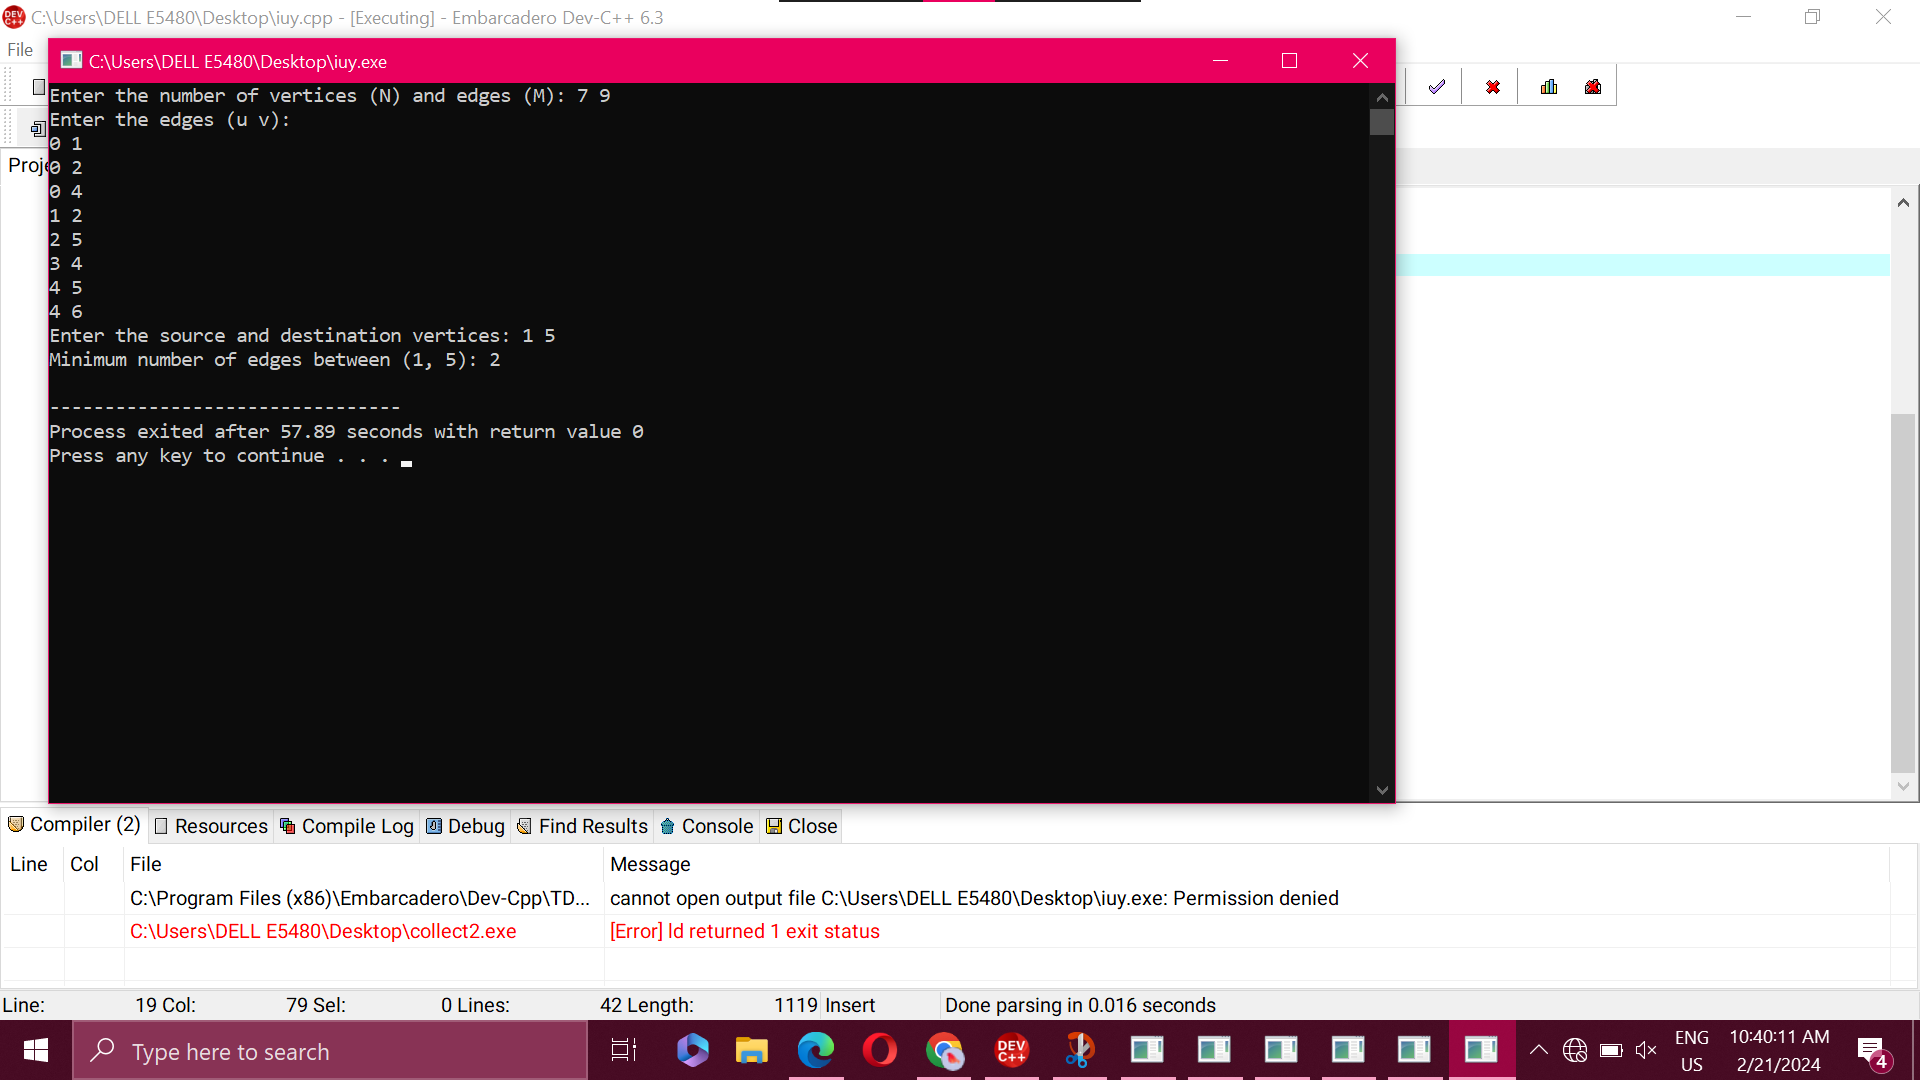 C:\Users\DELL E5480\Desktop\iuy.cpp - [Executing] - Embarcadero Dev-C++ 6.3
File
C:\Users\DELL E5480\Desktop\iuy.exe
Enter the number of vertices (N) and edges (M): 7 9
Enter the edges (u v):
0 1
Proje
0 2
0 4
1 2
2 5
3 4
4 5
4 6
Enter the source and destination vertices: 1 5
Minimum number of edges between (1, 5): 2
--------------------------------
Process exited after 57.89 seconds with return value 0
Press any key to continue . . .
Compiler (2) Resources Compile Log Debug Find Results Console Close
Line Col File Message
C:\Program Files (x86)\Embarcadero\Dev-Cpp\TD... cannot open output file C:\Users\DELL E5480\Desktop\iuy.exe: Permission denied
C:\Users\DELL E5480\Desktop\collect2.exe [Error] ld returned 1 exit status
Line: 19 Col: 79 Sel: 0 Lines: 42 Length: 1119 Insert Done parsing in 0.016 seconds
Type here to search
DEV C++
ENG
US
10:40:11 AM
2/21/2024
4